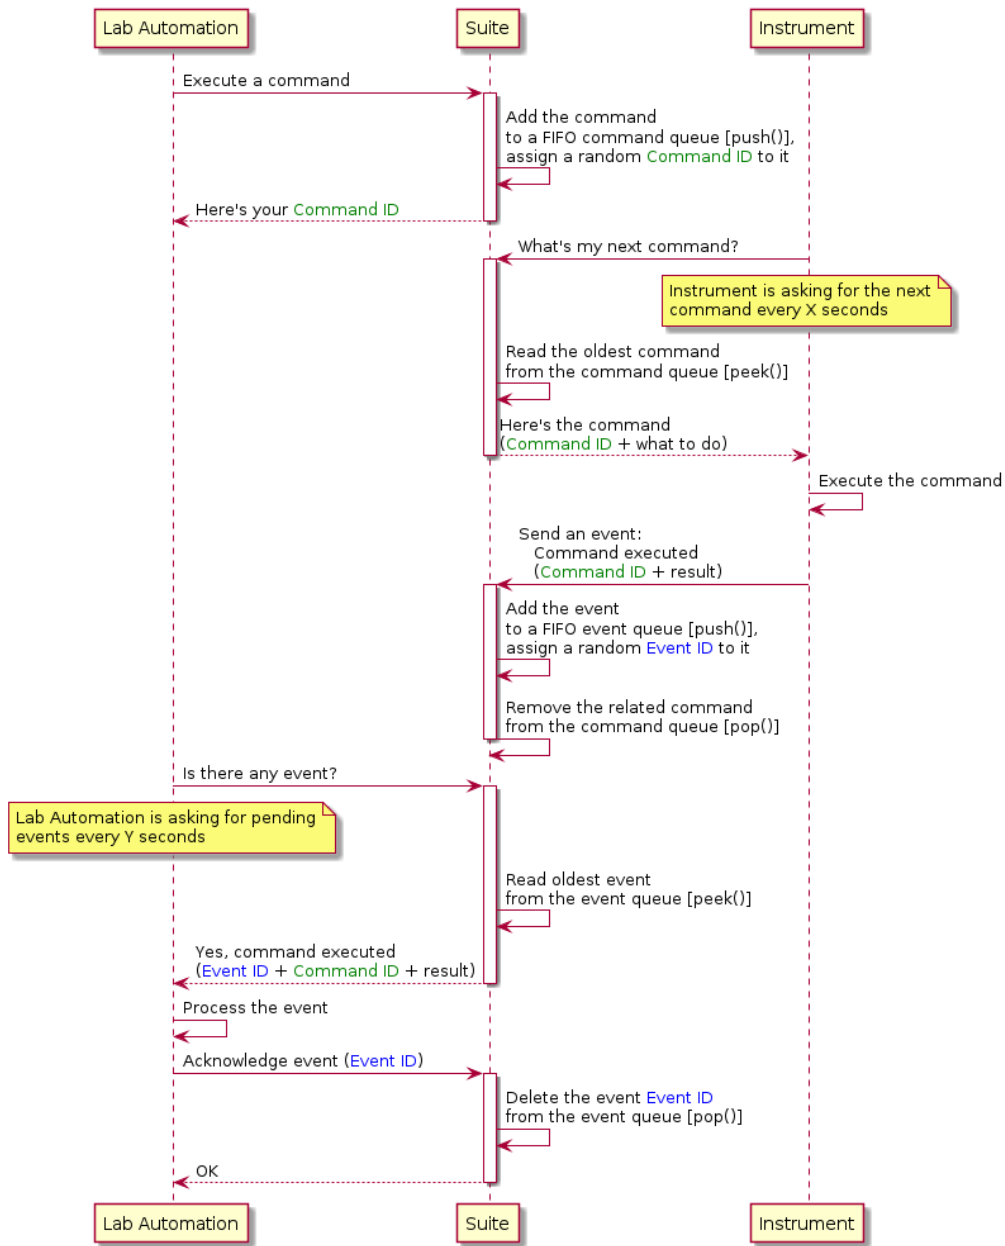 Lab Automation
Suite
Instrument
Execute a command
Add the command
to a FIFO command queue [push()],
assign a random Command ID to it
Here's your Command ID
What's my next command?
Instrument is asking for the next
command every X seconds
Read the oldest command
from the command queue [peek()]
Here's the command
(Command ID + what to do)
Execute the command
Send an event:
Command executed
(Command ID + result)
Add the event
to a FIFO event queue [push()],
assign a random Event ID to it
Remove the related command
from the command queue [pop()]
Is there any event?
Lab Automation is asking for pending
events every Y seconds
Read oldest event
from the event queue [peek()]
Yes, command executed
(Event ID + Command ID + result)
Process the event
Acknowledge event (Event ID)
Delete the event Event ID
from the event queue [pop()]
OK
Lab Automation
Suite
Instrument